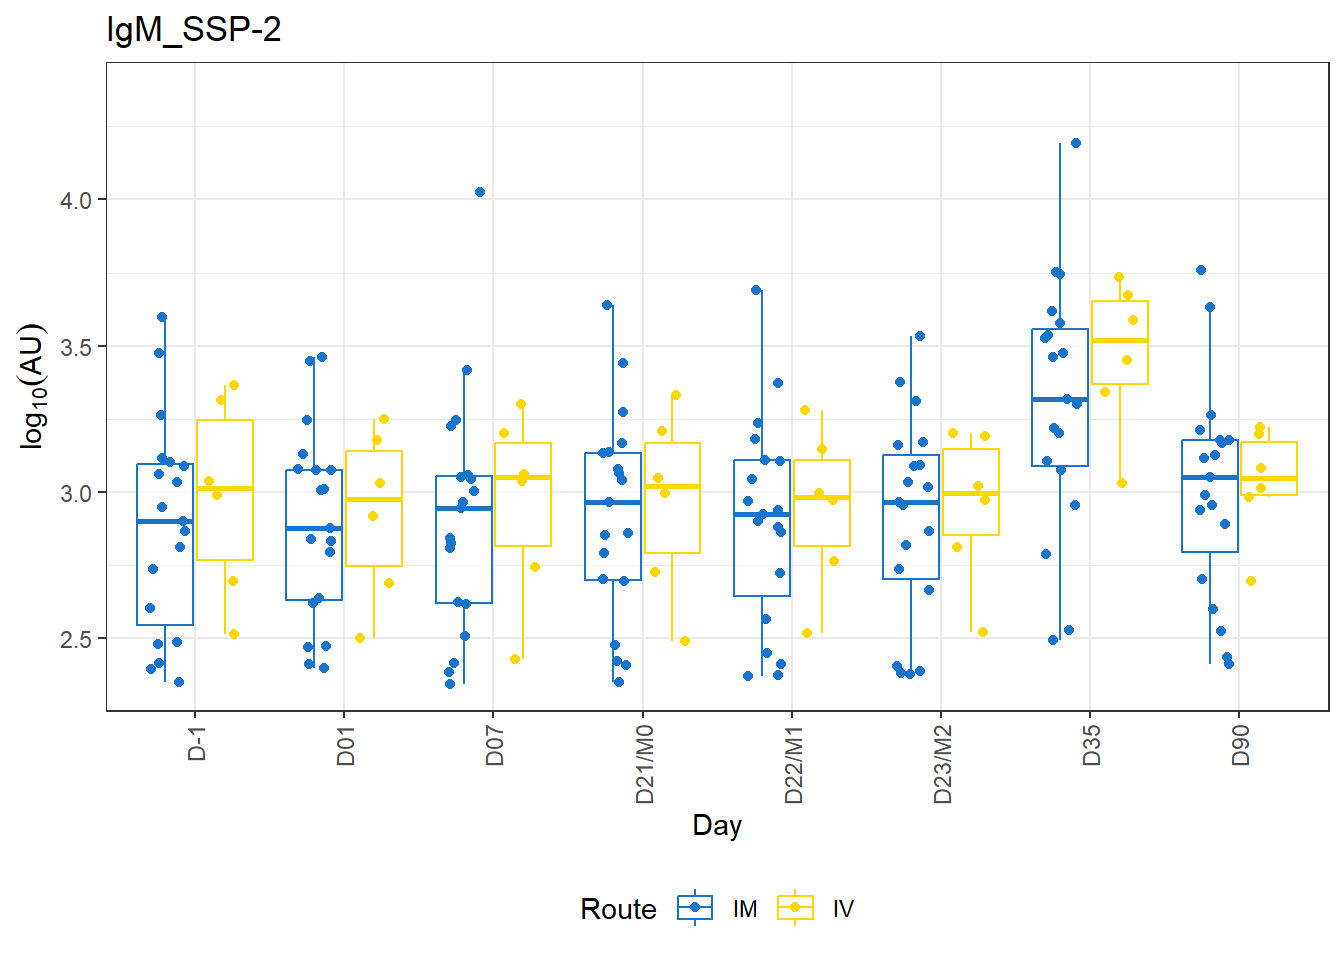 IgM_SSP-2
log10(AU)
4.0
3.5
3.0
2.5
D-1
D01
D07
D21/M0
D22/M1
D23/M2
D35
D90
Day
Route IM IV